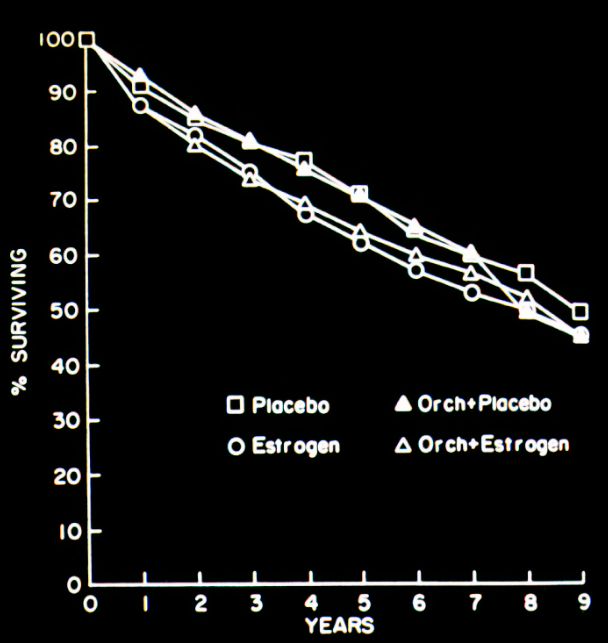 100
90
80
70
60
50
40
30
20
10
0
% SURVIVING
□ Placebo ▲ Orch+Placebo
○ Estrogen △ Orch+Estrogen
0 1 2 3 4 5 6 7 8 9
YEARS